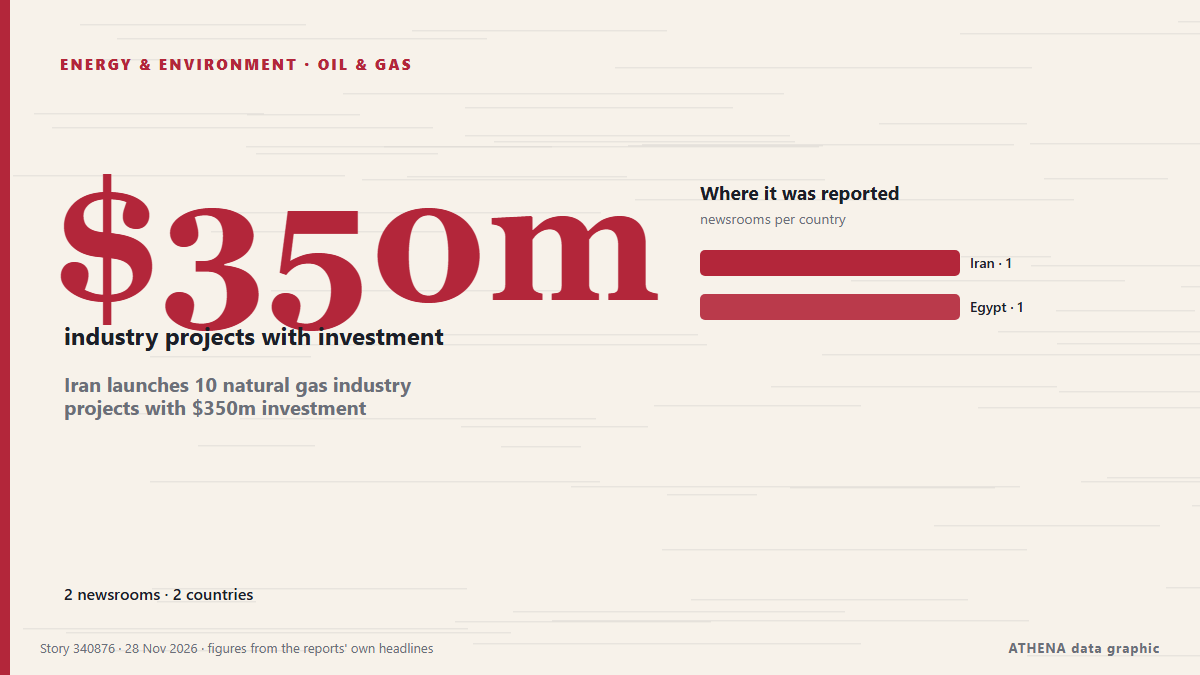 ENERGY & ENVIRONMENT · OIL & GAS
$350m
industry projects with investment
Iran launches 10 natural gas industry
projects with $350m investment
Where it was reported
newsrooms per country
Iran · 1
Egypt · 1
2 newsrooms · 2 countries
Story 340876 · 28 Nov 2026 · figures from the reports' own headlines
ATHENA data graphic